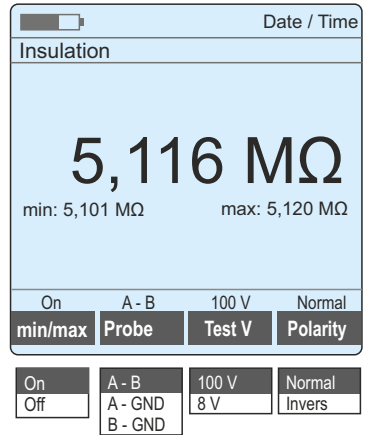 Date / Time
Insulation
5,116 MΩ
min: 5,101 MΩ max: 5,120 MΩ
On A - B 100 V Normal
min/max Probe Test V Polarity
On A - B 100 V Normal
Off A - GND 8 V Invers
B - GND